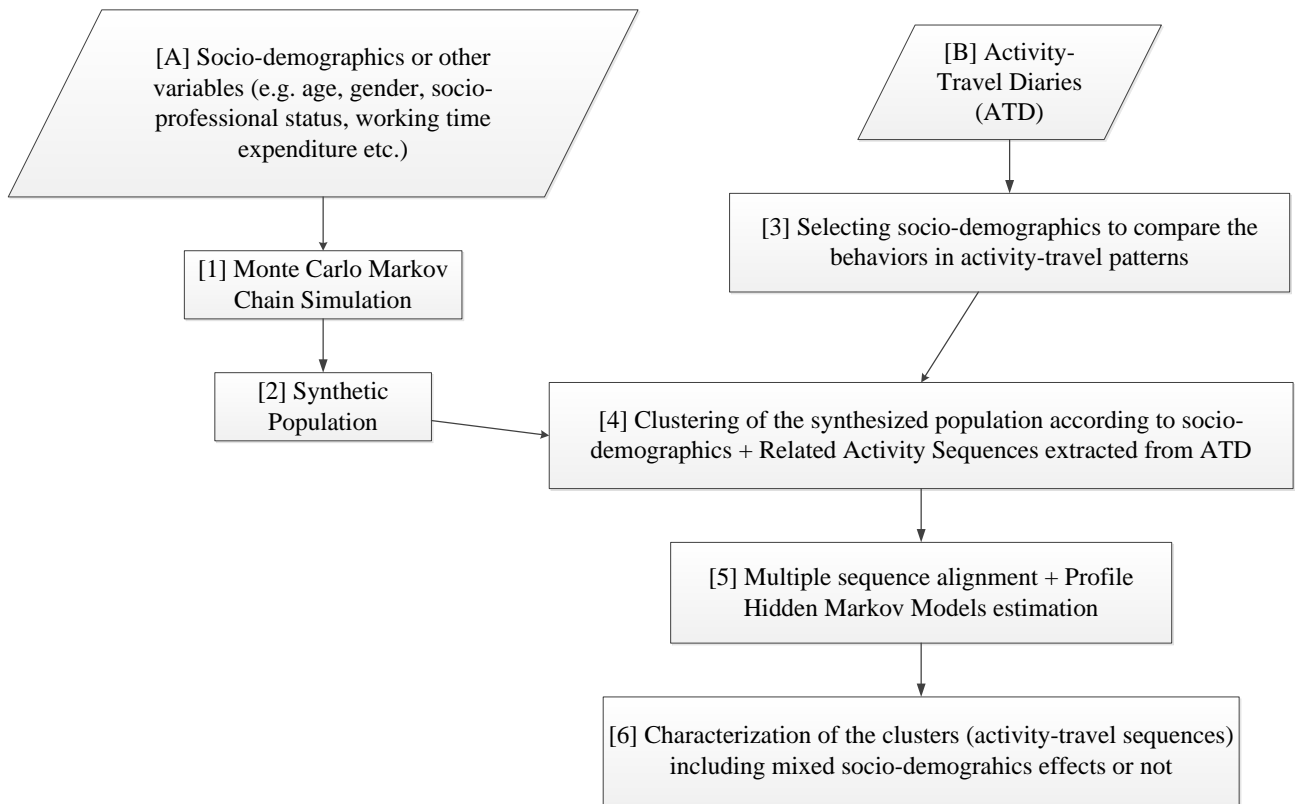 [A] Socio-demographics or other
variables (e.g. age, gender, socio-
professional status, working time
expenditure etc.)
[B] Activity-
Travel Diaries
(ATD)
[3] Selecting socio-demographics to compare the
behaviors in activity-travel patterns
[1] Monte Carlo Markov
Chain Simulation
[2] Synthetic
Population
[4] Clustering of the synthesized population according to socio-
demographics + Related Activity Sequences extracted from ATD
[5] Multiple sequence alignment + Profile
Hidden Markov Models estimation
[6] Characterization of the clusters (activity-travel sequences)
including mixed socio-demograhics effects or not